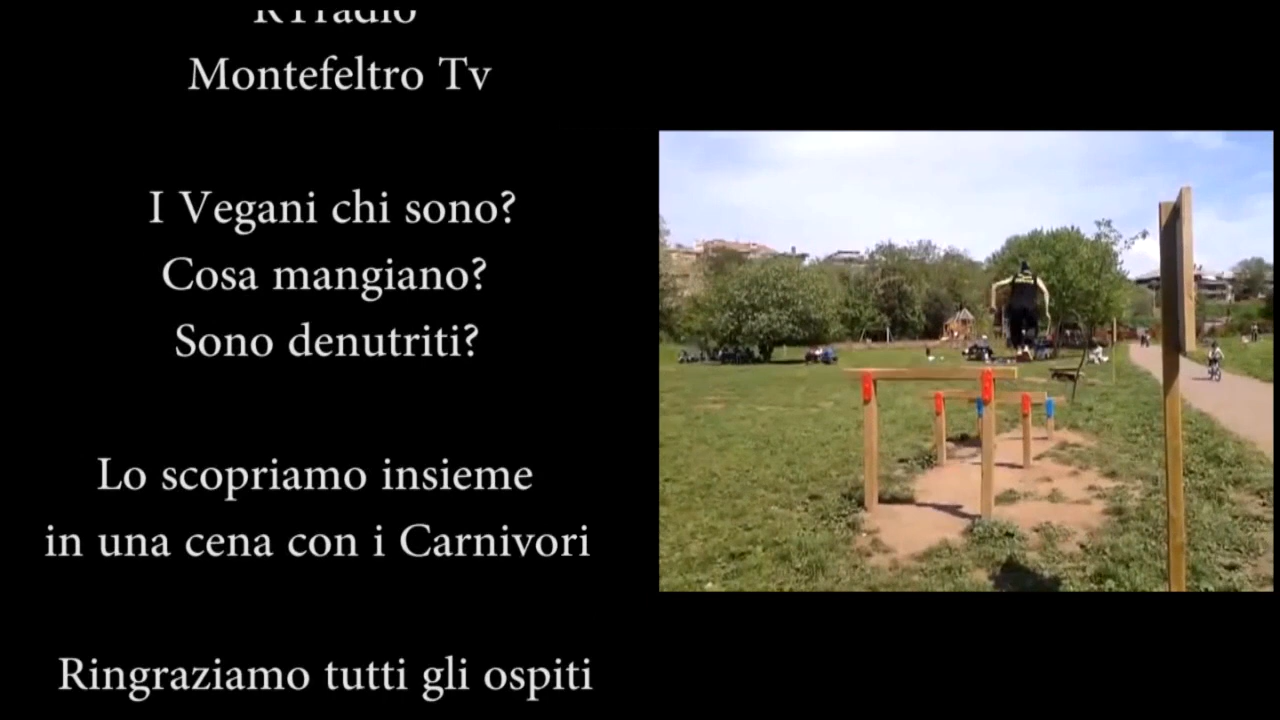 Montefeltro Tv
I Vegani chi sono?
Cosa mangiano?
Sono denutriti?
Lo scopriamo insieme
in una cena con i Carnivori
Ringraziamo tutti gli ospiti